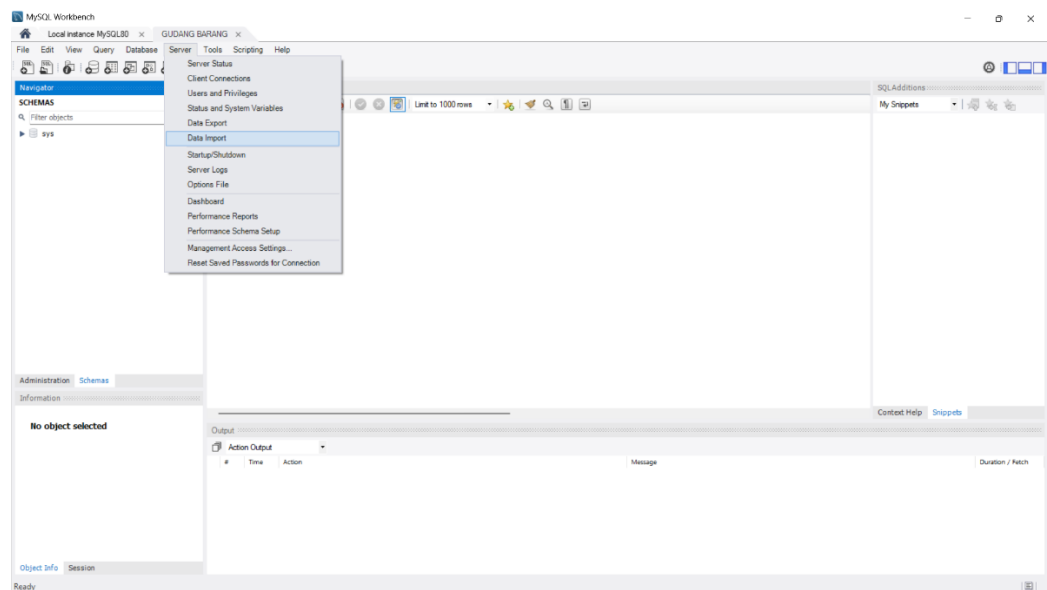 MySQL Workbench
Local instance MySQL80 × GUDANG BARANG ×
File Edit View Query Database Server Tools Scripting Help
Server Status
Client Connections
Users and Privileges
Status and System Variables
Data Export
Data Import
Startup/Shutdown
Server Logs
Options File
Dashboard
Performance Reports
Performance Schema Setup
Management Access Settings...
Reset Saved Passwords for Connection
Navigator
SCHEMAS
Filter objects
sys
Limit to 1000 rows
SQLAdditions
My Snippets
Administration Schemas
Information
No object selected
Context Help Snippets
Output
Action Output
# Time Action Message Duration / Fetch
Object Info Session
Ready